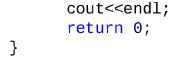 cout<<endl;
return 0;
}